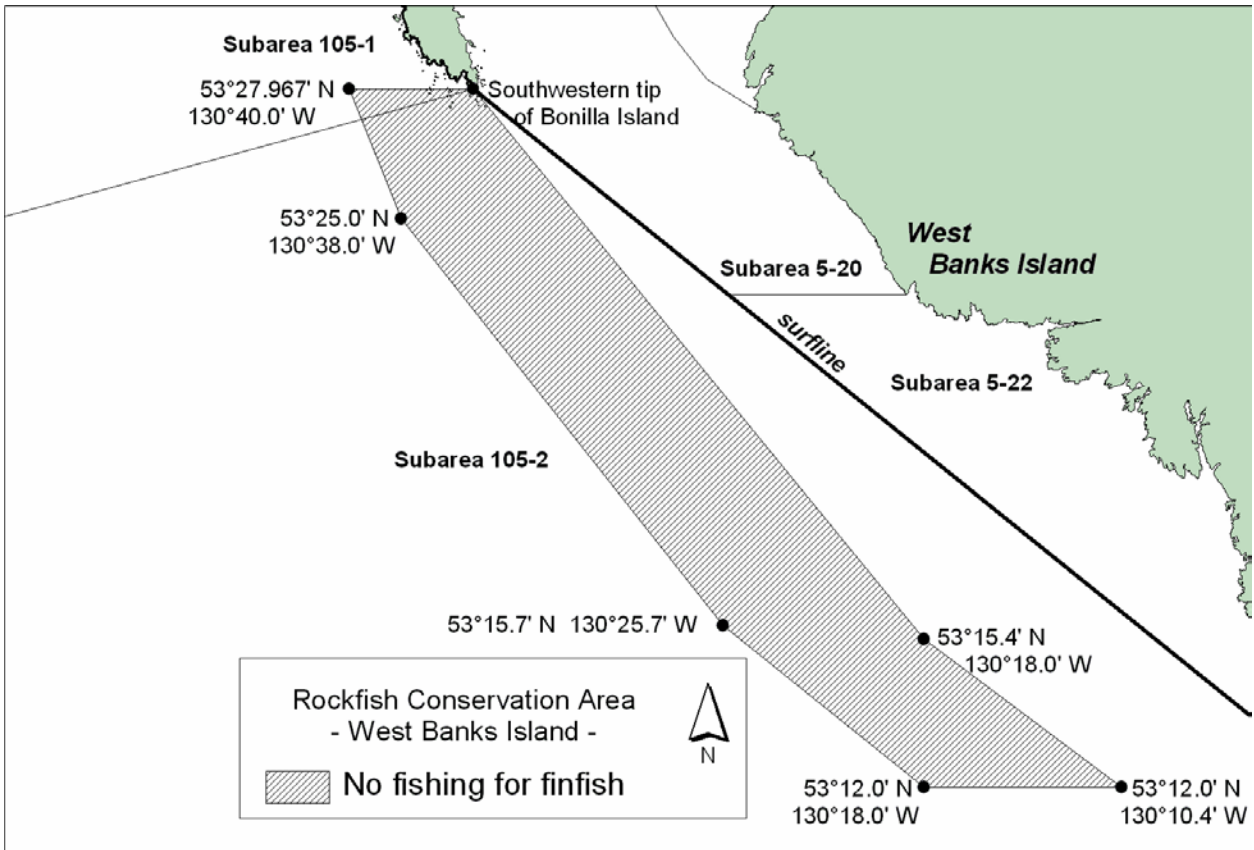 Subarea 105-1
53°27.967' N
130°40.0' W
Southwestern tip
of Bonilla Island
53°25.0' N
130°38.0' W
West
Banks Island
Subarea 5-20
surfline
Subarea 5-22
Subarea 105-2
53°15.7' N 130°25.7' W
53°15.4' N
130°18.0' W
Rockfish Conservation Area
- West Banks Island -
N
No fishing for finfish
53°12.0' N
130°18.0' W
53°12.0' N
130°10.4' W